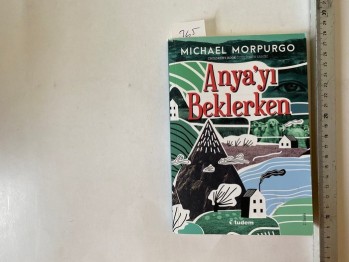 765
MICHAEL MORPURGO
Anya'yı
Beklerken
tudem